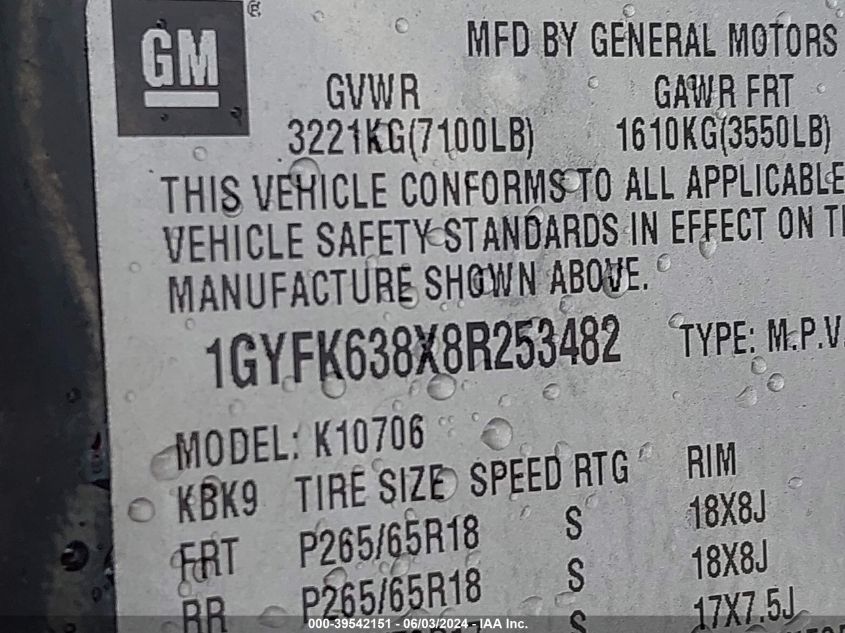 GM
MFD BY GENERAL MOTORS
GVWR GAWR FRT
3221KG(7100LB) 1610KG(3550LB)
THIS VEHICLE CONFORMS TO ALL APPLICABLE
VEHICLE SAFETY STANDARDS IN EFFECT ON
MANUFACTURE SHOWN ABOVE.
1GYFK638X8R253482 TYPE: M.P.V.
MODEL: K10706
KBK9 TIRE SIZE SPEED RTG RIM
FRT P265/65R18 S 18X8J
RR P265/65R18 S 18X8J
S 17X7.5J
000-39542151 - 06/03/2024 - IAA Inc.